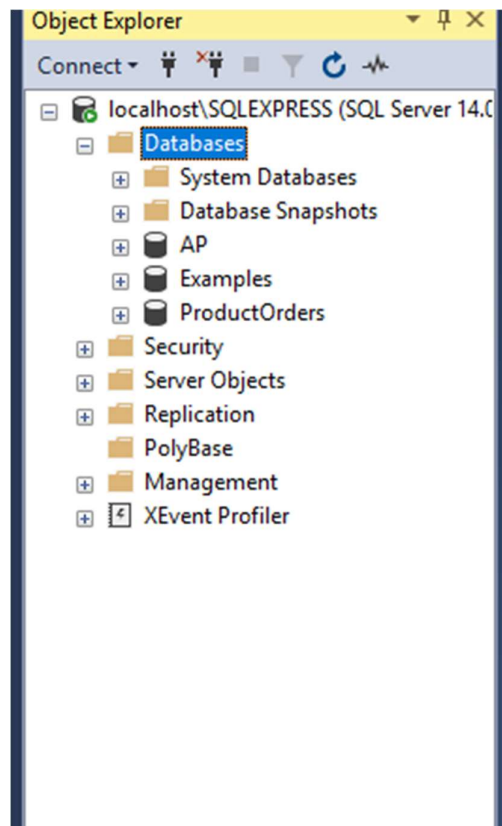 Object Explorer
Connect
localhost\SQLEXPRESS (SQL Server 14.0
Databases
System Databases
Database Snapshots
AP
Examples
ProductOrders
Security
Server Objects
Replication
PolyBase
Management
XEvent Profiler